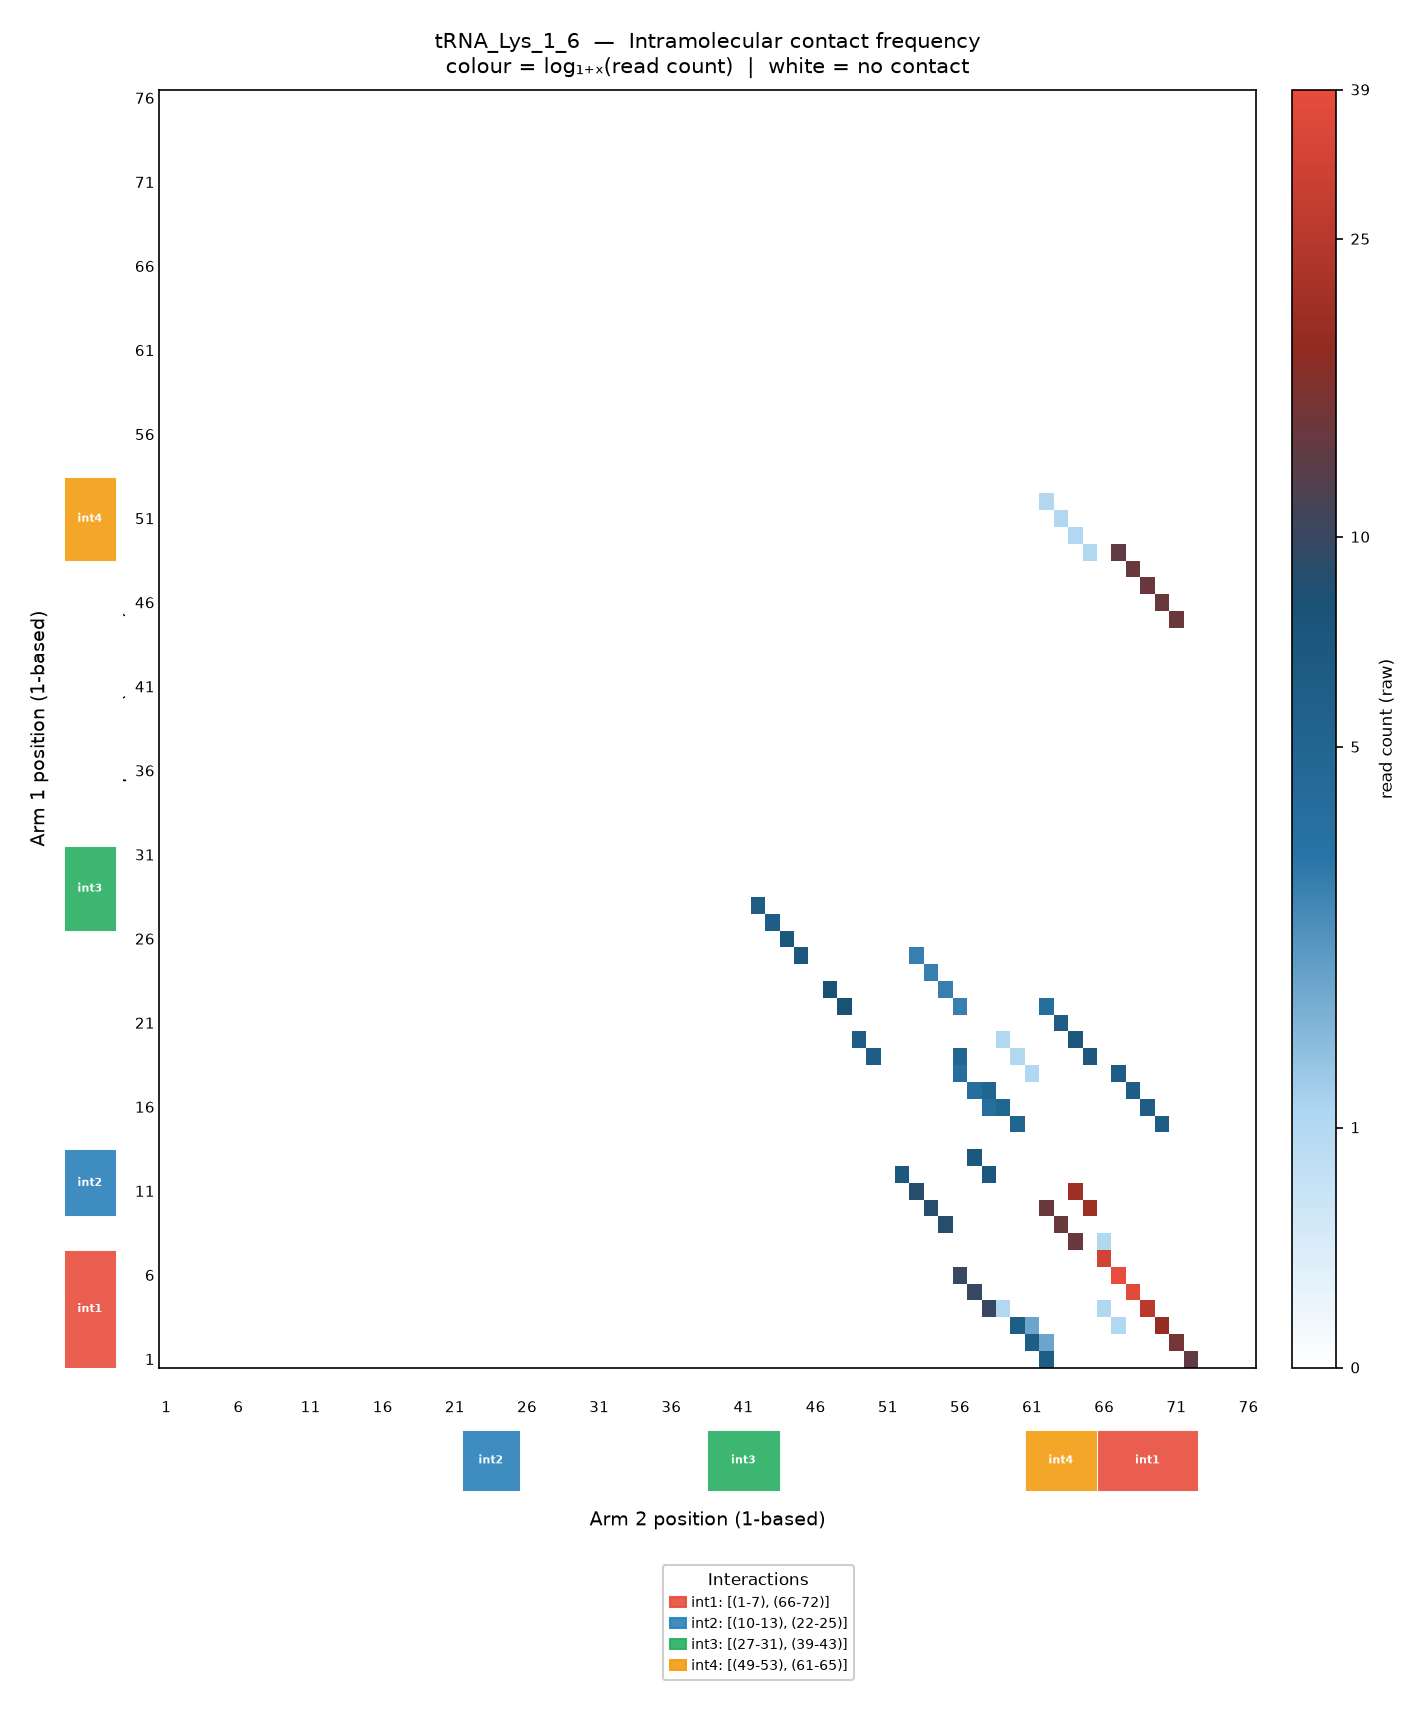 tRNA_Lys_1_6 — Intramolecular contact frequency
colour = log₁₊ₓ(read count) | white = no contact
76
71
66
61
56
51
46
41
36
31
26
21
16
11
6
1
int4
int3
int2
int1
Arm 1 position (1-based)
1 6 11 16 21 26 31 36 41 46 51 56 61 66 71 76
int2 int3 int4 int1
Arm 2 position (1-based)
39
25
10
5
1
0
read count (raw)
Interactions
int1: [(1-7), (66-72)]
int2: [(10-13), (22-25)]
int3: [(27-31), (39-43)]
int4: [(49-53), (61-65)]